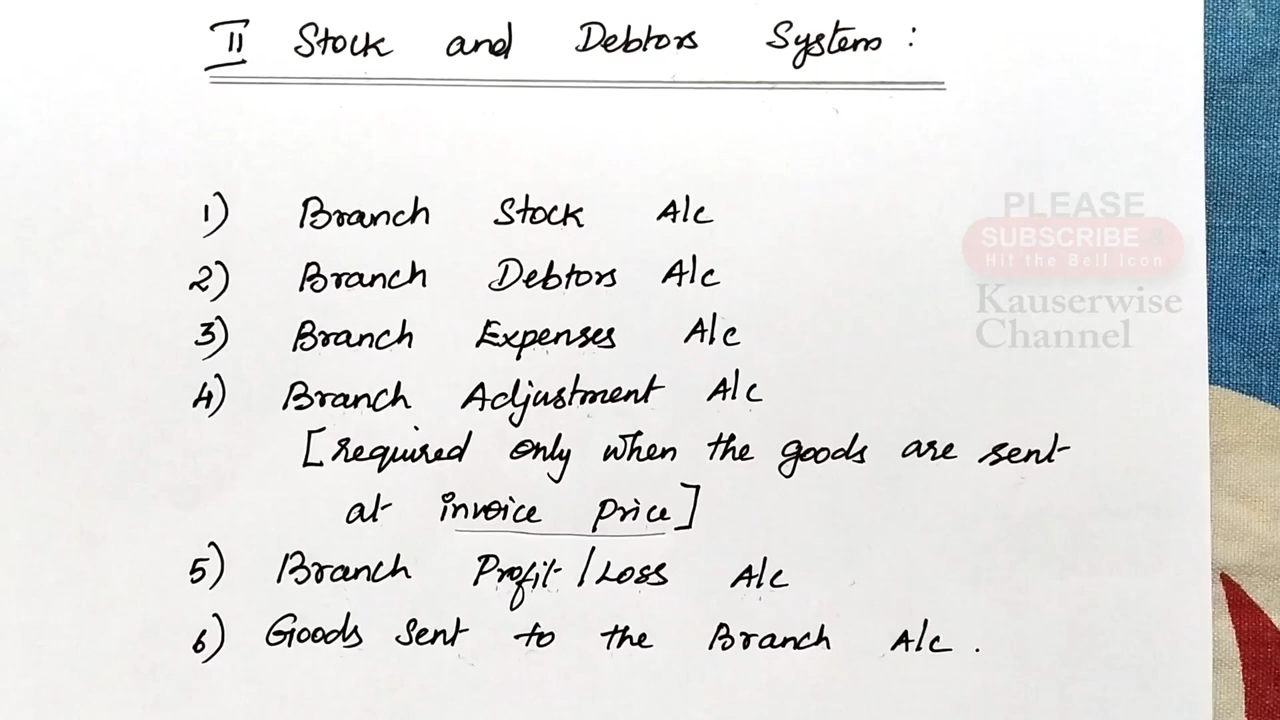 II Stock and Debtors System :
1) Branch Stock A/c
2) Branch Debtors A/c
3) Branch Expenses A/c
4) Branch Adjustment A/c
[required only when the goods are sent
at invoice price]
5) Branch Profit / Loss A/c
6) Goods sent to the Branch A/c .
PLEASE
SUBSCRIBE &
Hit the Bell Icon
Kauserwise
Channel